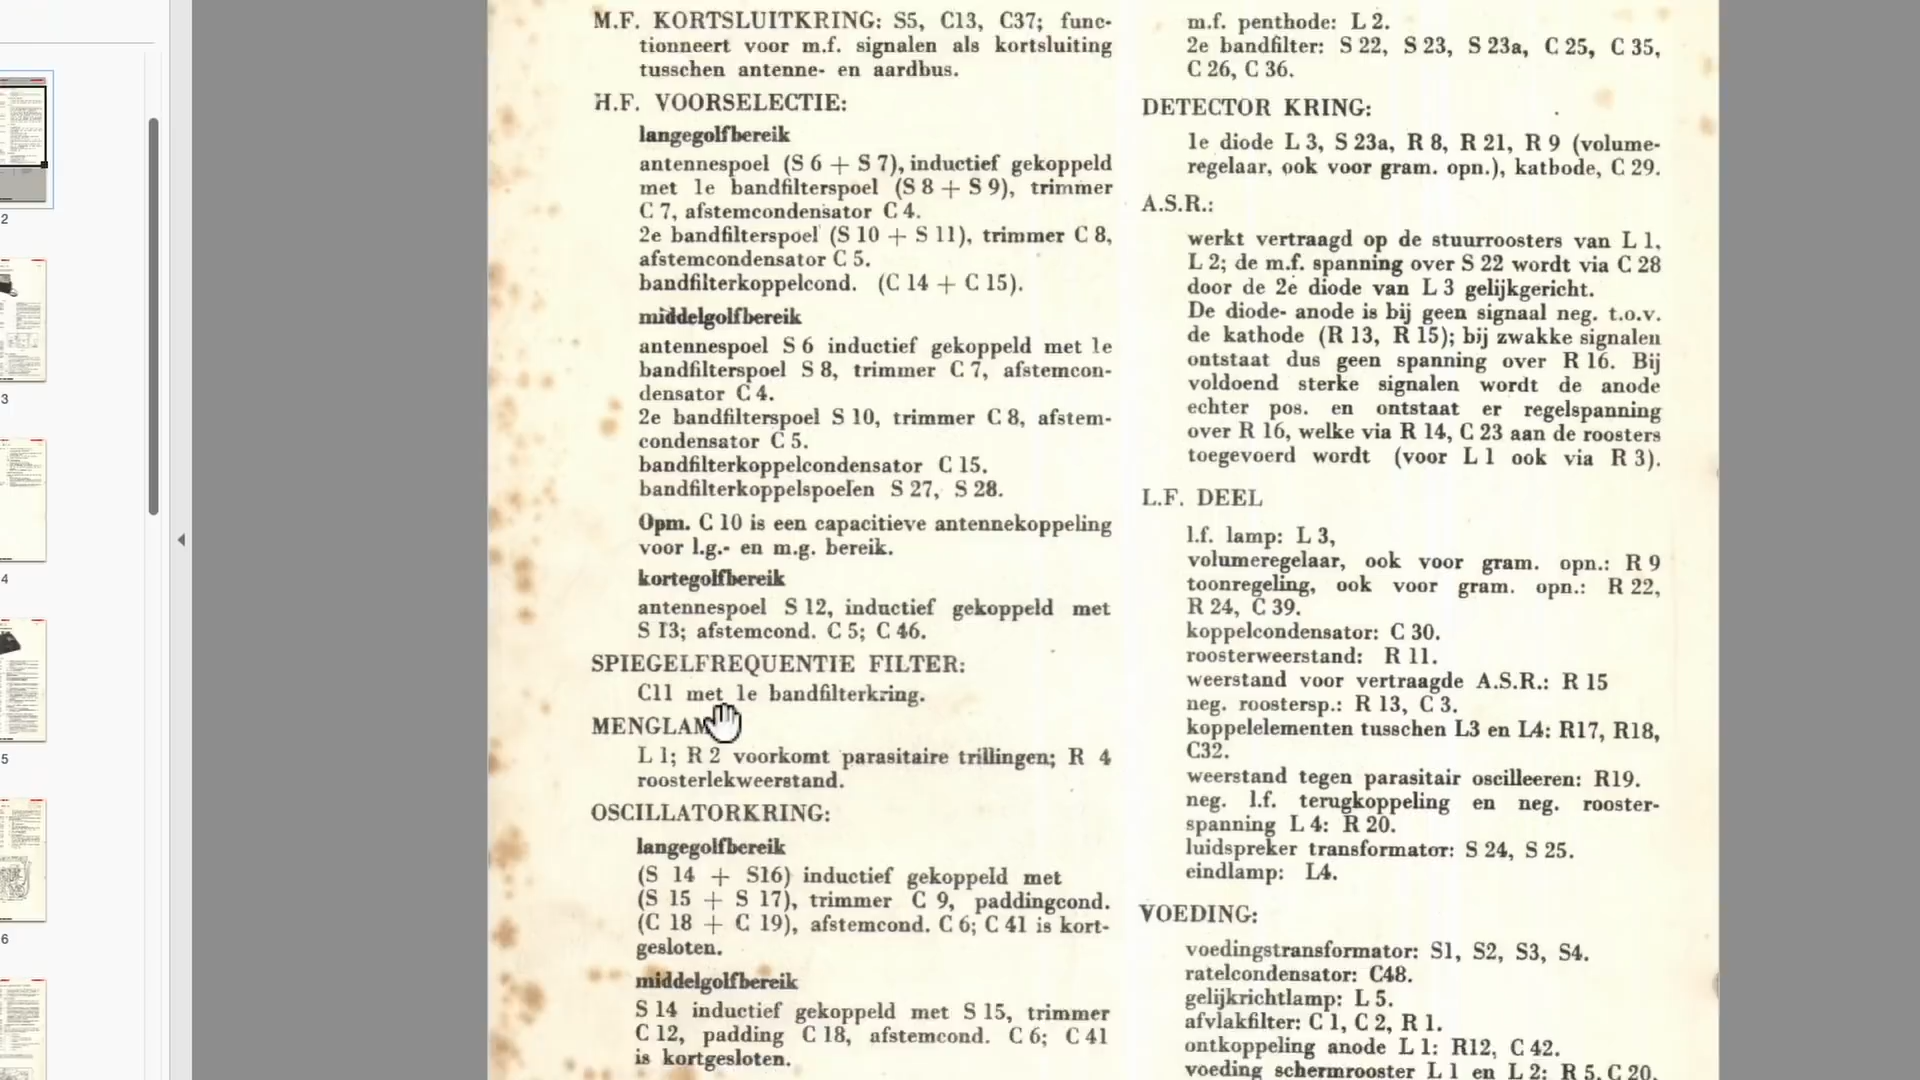 M.F. KORTSLUITKRING: S5, C13, C37; func-
tionneert voor m.f. signalen als kortsluiting
tusschen antenne- en aardbus.
H.F. VOORSELECTIE:
langegolfbereik
antennespoel (S 6 + S 7), inductief gekoppeld
met 1e bandfilterspoel (S 8 + S 9), trimmer
C 7, afstemcondensator C 4.
2e bandfilterspoel (S 10 + S 11), trimmer C 8,
afstemcondensator C 5.
bandfilterkoppelcond. (C 14 + C 15).
middelgolfbereik
antennespoel S 6 inductief gekoppeld met 1e
bandfilterspoel S 8, trimmer C 7, afstemcon-
densator C 4.
2e bandfilterspoel S 10, trimmer C 8, afstem-
condensator C 5.
bandfilterkoppelcondensator C 15.
bandfilterkoppelspoelen S 27, S 28.
Opm. C 10 is een capacitieve antennekoppeling
voor l.g.- en m.g. bereik.
kortegolfbereik
antennespoel S 12, inductief gekoppeld met
S 13; afstemcond. C 5; C 46.
SPIEGELFREQUENTIE FILTER:
C11 met 1e bandfilterkring.
L 1; R 2 voorkomt parasitaire trillingen; R 4
roosterlekweerstand.
OSCILLATORKRING:
langegolfbereik
(S 14 + S16) inductief gekoppeld met
(S 15 + S 17), trimmer C 9, paddingcond.
(C 18 + C 19), afstemcond. C 6; C 41 is kort-
gesloten.
middelgolfbereik
S 14 inductief gekoppeld met S 15, trimmer
C 12, padding C 18, afstemcond. C 6; C 41
is kortgesloten.
m.f. penthode: L 2.
2e bandfilter: S 22, S 23, S 23a, C 25, C 35,
C 26, C 36.
DETECTOR KRING:
1e diode L 3, S 23a, R 8, R 21, R 9 (volume-
regelaar, ook voor gram. opn.), kathode, C 29.
A.S.R.:
werkt vertraagd op de stuurroosters van L 1,
L 2; de m.f. spanning over S 22 wordt via C 28
door de 2e diode van L 3 gelijkgericht.
De diode- anode is bij geen signaal neg. t.o.v.
de kathode (R 13, R 15); bij zwakke signalen
ontstaat dus geen spanning over R 16. Bij
voldoend sterke signalen wordt de anode
echter pos. en ontstaat er regelspanning
over R 16, welke via R 14, C 23 aan de roosters
toegevoerd wordt (voor L 1 ook via R 3).
L.F. DEEL
l.f. lamp: L 3,
volumeregelaar, ook voor gram. opn.: R 9
toonregeling, ook voor gram. opn.: R 22,
R 24, C 39.
koppelcondensator: C 30.
roosterweerstand: R 11.
weerstand voor vertraagde A.S.R.: R 15
neg. roostersp.: R 13, C 3.
koppelelementen tusschen L3 en L4: R17, R18,
C32.
weerstand tegen parasitair oscilleeren: R19.
neg. l.f. terugkoppeling en neg. rooster-
spanning L 4: R 20.
luidspreker transformator: S 24, S 25.
eindlamp: L4.
VOEDING:
voedingstransformator: S1, S2, S3, S4.
ratelcondensator: C48.
gelijkrichtlamp: L 5.
afvlakfilter: C 1, C 2, R 1.
ontkoppeling anode L 1: R12, C 42.
voeding schermrooster L 1 en L 2: R 5, C 20,
2
3
4
5
6